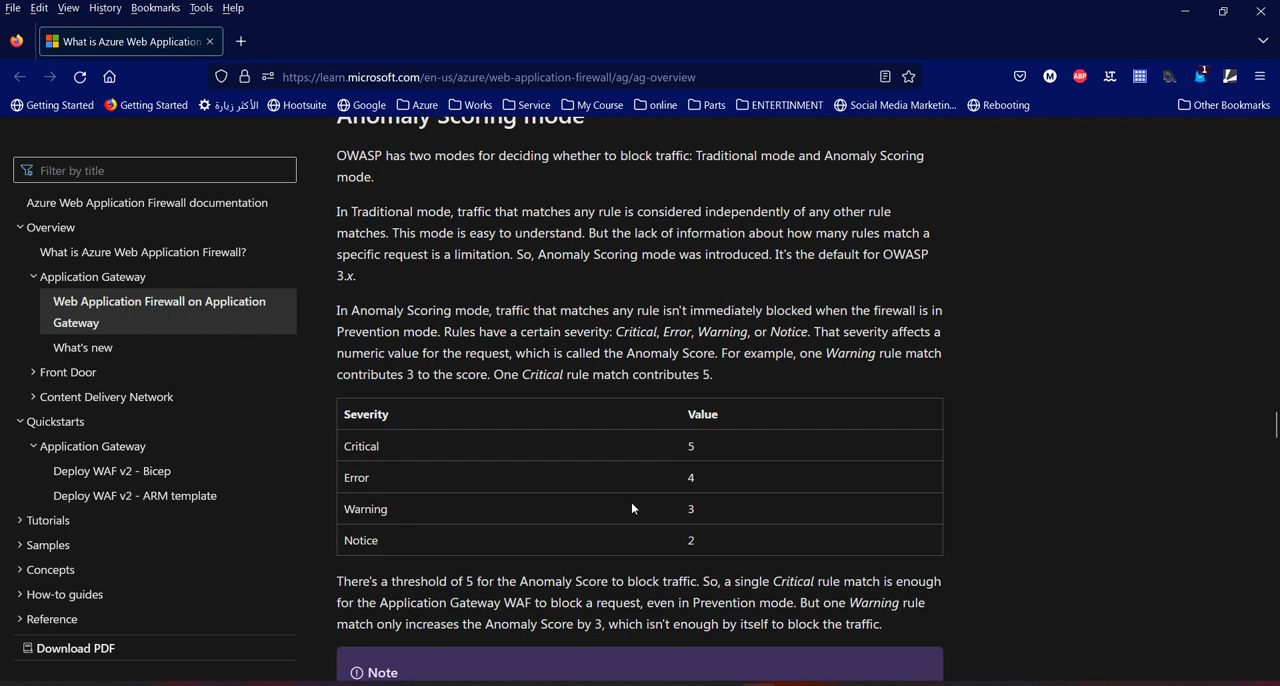 File Edit View History Bookmarks Tools Help
What is Azure Web Application
https://learn.microsoft.com/en-us/azure/web-application-firewall/ag/ag-overview
M ABP 1
Getting Started Getting Started الأكثر زيارة Hootsuite Google Azure Works Service My Course online Parts ENTERTINMENT Social Media Marketin... Rebooting Other Bookmarks
Filter by title
Azure Web Application Firewall documentation
Overview
What is Azure Web Application Firewall?
Application Gateway
Web Application Firewall on Application
Gateway
What's new
Front Door
Content Delivery Network
Quickstarts
Application Gateway
Deploy WAF v2 - Bicep
Deploy WAF v2 - ARM template
Tutorials
Samples
Concepts
How-to guides
Reference
Download PDF
Anomaly Scoring mode
OWASP has two modes for deciding whether to block traffic: Traditional mode and Anomaly Scoring
mode.
In Traditional mode, traffic that matches any rule is considered independently of any other rule
matches. This mode is easy to understand. But the lack of information about how many rules match a
specific request is a limitation. So, Anomaly Scoring mode was introduced. It's the default for OWASP
3.x.
In Anomaly Scoring mode, traffic that matches any rule isn't immediately blocked when the firewall is in
Prevention mode. Rules have a certain severity: Critical, Error, Warning, or Notice. That severity affects a
numeric value for the request, which is called the Anomaly Score. For example, one Warning rule match
contributes 3 to the score. One Critical rule match contributes 5.
Severity Value
Critical 5
Error 4
Warning 3
Notice 2
There's a threshold of 5 for the Anomaly Score to block traffic. So, a single Critical rule match is enough
for the Application Gateway WAF to block a request, even in Prevention mode. But one Warning rule
match only increases the Anomaly Score by 3, which isn't enough by itself to block the traffic.
Note